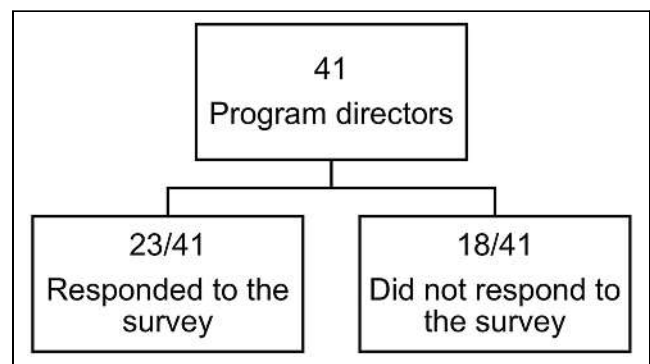 41
Program directors
23/41
Responded to the
survey
18/41
Did not respond to
the survey